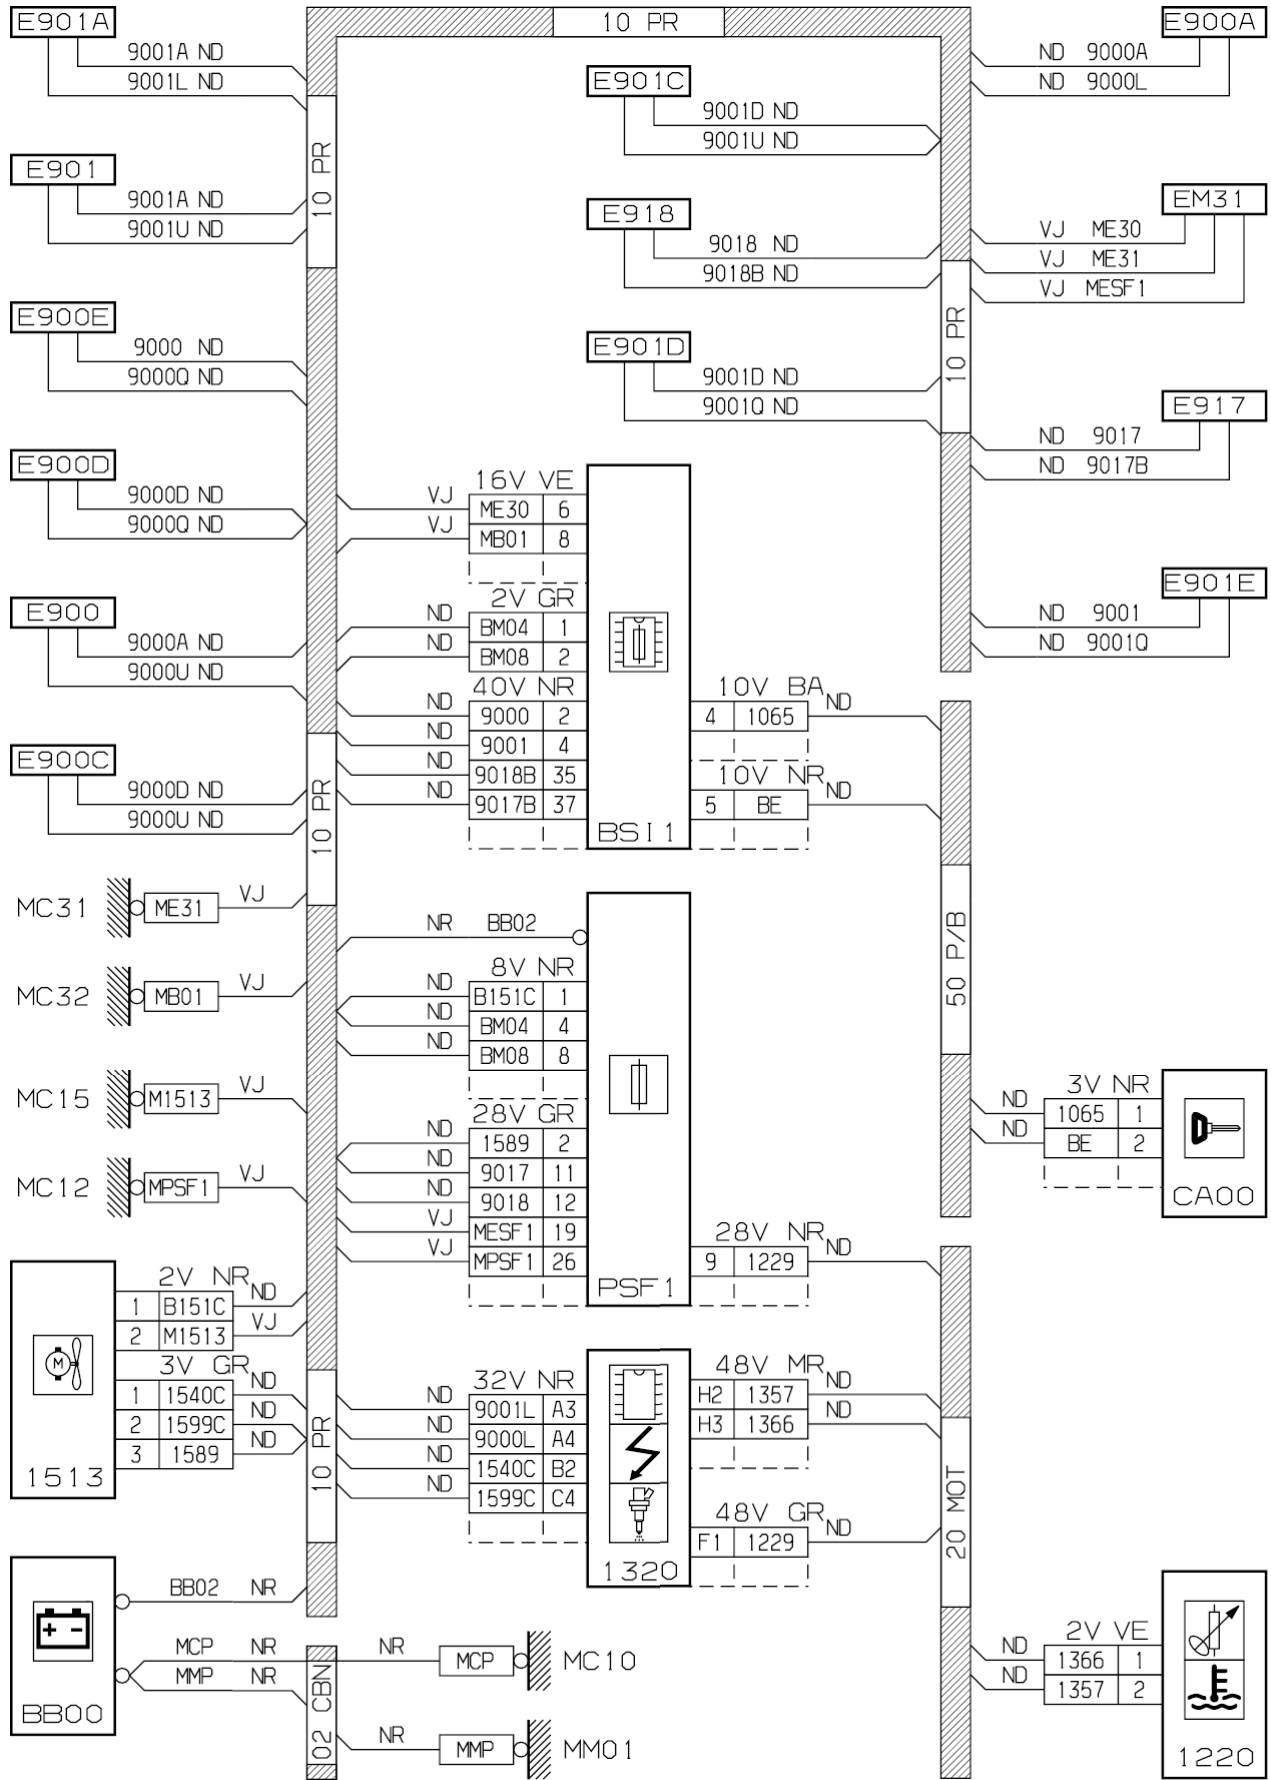 E901A
9001A ND
9001L ND
E901
9001A ND
9001U ND
E900E
9000 ND
9000Q ND
E900D
9000D ND
9000Q ND
E900
9000A ND
9000U ND
E900C
9000D ND
9000U ND
MC31 ME31 VJ
MC32 MB01 VJ
MC15 M1513 VJ
MC12 MPSF1 VJ
2V NR
1 B151C ND
2 M1513 VJ
3V GR
1 1540C ND
2 1599C ND
3 1589 ND
1513
BB02 NR
MCP NR
MMP NR
BB00
10 PR
10 PR
10 PR
10 PR
02 CBN
10 PR
E901C
9001D ND
9001U ND
E918
9018 ND
9018B ND
E901D
9001D ND
9001Q ND
16V VE
VJ ME30 6
VJ MB01 8
2V GR
ND BM04 1
ND BM08 2
40V NR
ND 9000 2
ND 9001 4
ND 9018B 35
ND 9017B 37
BSI1
10V BA
4 1065 ND
10V NR
5 BE ND
NR BB02
8V NR
ND B151C 1
ND BM04 4
ND BM08 8
28V GR
ND 1589 2
ND 9017 11
ND 9018 12
VJ MESF1 19
VJ MPSF1 26
PSF1
28V NR
9 1229 ND
32V NR
ND 9001L A3
ND 9000L A4
ND 1540C B2
ND 1599C C4
1320
48V MR
H2 1357 ND
H3 1366 ND
48V GR
F1 1229 ND
NR MCP MC10
NR MMP MM01
10 PR
50 P/B
20 MOT
E900A
ND 9000A
ND 9000L
EM31
VJ ME30
VJ ME31
VJ MESF1
E917
ND 9017
ND 9017B
E901E
ND 9001
ND 9001Q
3V NR
ND 1065 1
ND BE 2
CA00
2V VE
ND 1366 1
ND 1357 2
1220
M
+ -